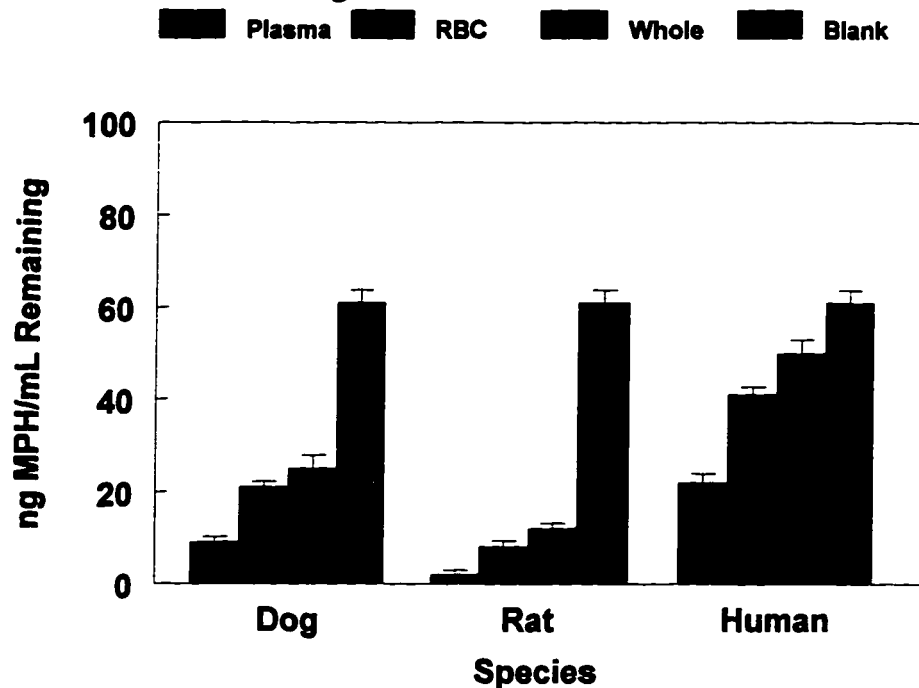 Plasma RBC Whole Blank
100
80
60
40
20
0
ng MPH/mL Remaining
Dog Rat Human
Species